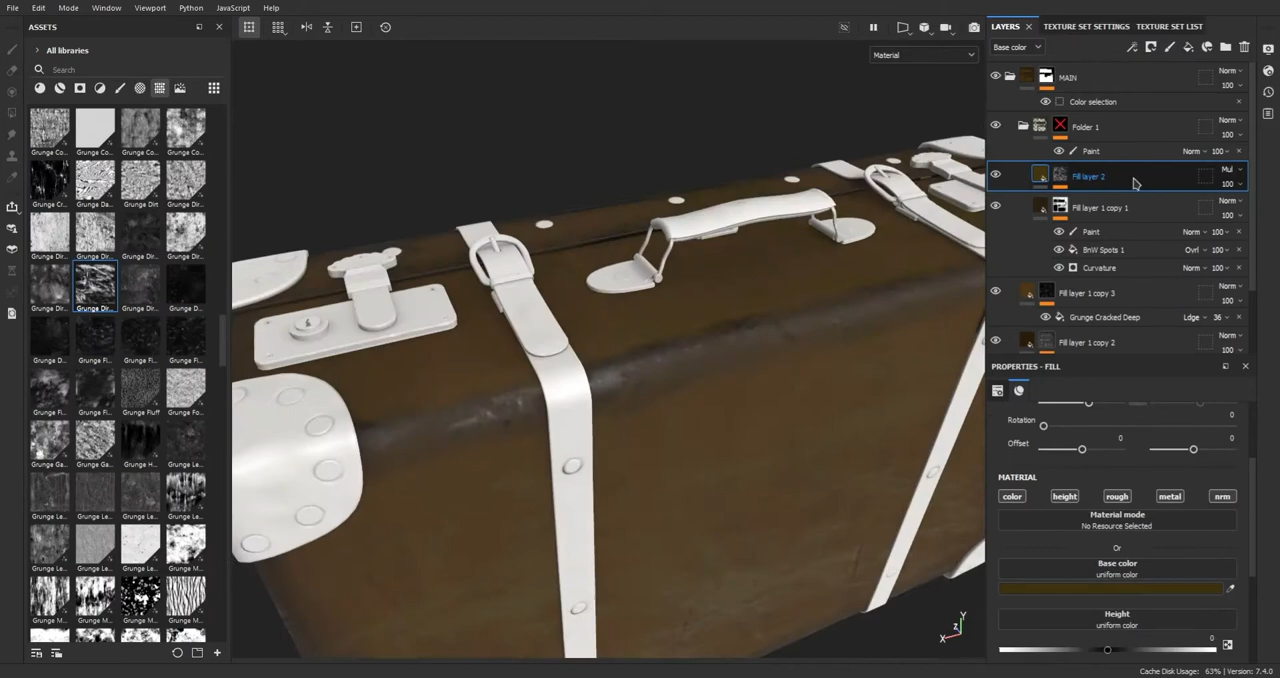 File Edit Mode Window Viewport Python JavaScript Help
ASSETS
All libraries
Search
Grunge Co... Grunge Co... Grunge Co... Grunge Co...
Grunge Cr... Grunge Da... Grunge Dirt Grunge Dir...
Grunge Dir... Grunge Dir... Grunge Dir... Grunge Dir...
Grunge D... Grunge Dir... Grunge Dir... Grunge D...
Grunge D... Grunge Fi... Grunge Fi... Grunge Fi...
Grunge Fi... Grunge Fi... Grunge Fluff Grunge Fo...
Grunge Ga... Grunge Ga... Grunge H... Grunge Le...
Grunge Le... Grunge Le... Grunge Le... Grunge Le...
Grunge Le... Grunge Le... Grunge Le... Grunge M...
Grunge M... Grunge M... Grunge M... Grunge M...
Material
Y
Z
X
LAYERS TEXTURE SET SETTINGS TEXTURE SET LIST
Base color
MAIN Norm
100
Color selection
Folder 1 Norm
100
Paint Norm 100
Fill layer 2 Mul
100
Fill layer 1 copy 1 Norm
100
Paint Norm 100
BnW Spots 1 Ovrl 100
Curvature Norm 100
Fill layer 1 copy 3 Norm
100
Grunge Cracked Deep Ldge 36
Fill layer 1 copy 2 Norm
100
PROPERTIES - FILL
Rotation 0
Offset 0 0
MATERIAL
color height rough metal nrm
Material mode
No Resource Selected
Or
Base color
uniform color
Height
uniform color
0
Cache Disk Usage: 63% | Version: 7.4.0